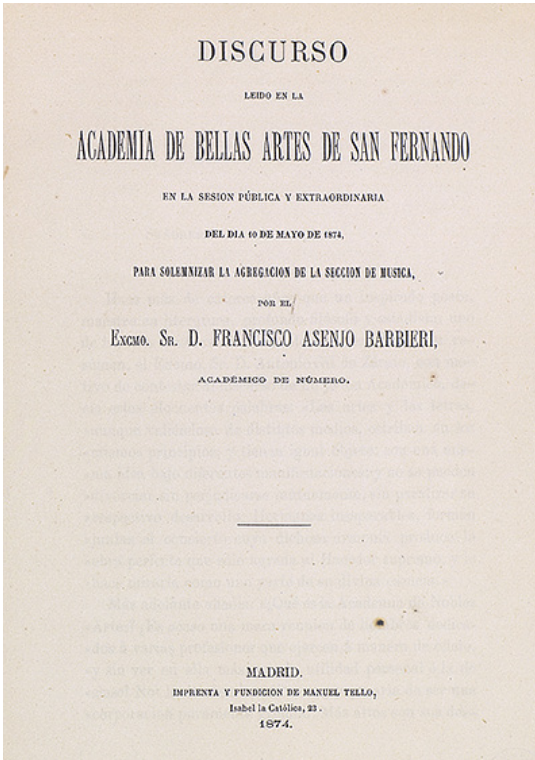 DISCURSO
LEIDO EN LA
ACADEMIA DE BELLAS ARTES DE SAN FERNANDO
EN LA SESION PÚBLICA Y EXTRAORDINARIA
DEL DIA 10 DE MAYO DE 1874,
PARA SOLEMNIZAR LA AGREGACION DE LA SECCION DE MUSICA,
POR EL
EXCMO. SR. D. FRANCISCO ASENJO BARBIERI,
ACADÉMICO DE NÚMERO.
MADRID.
IMPRENTA Y FUNDICION DE MANUEL TELLO,
Isabel la Católica, 23.
1874.